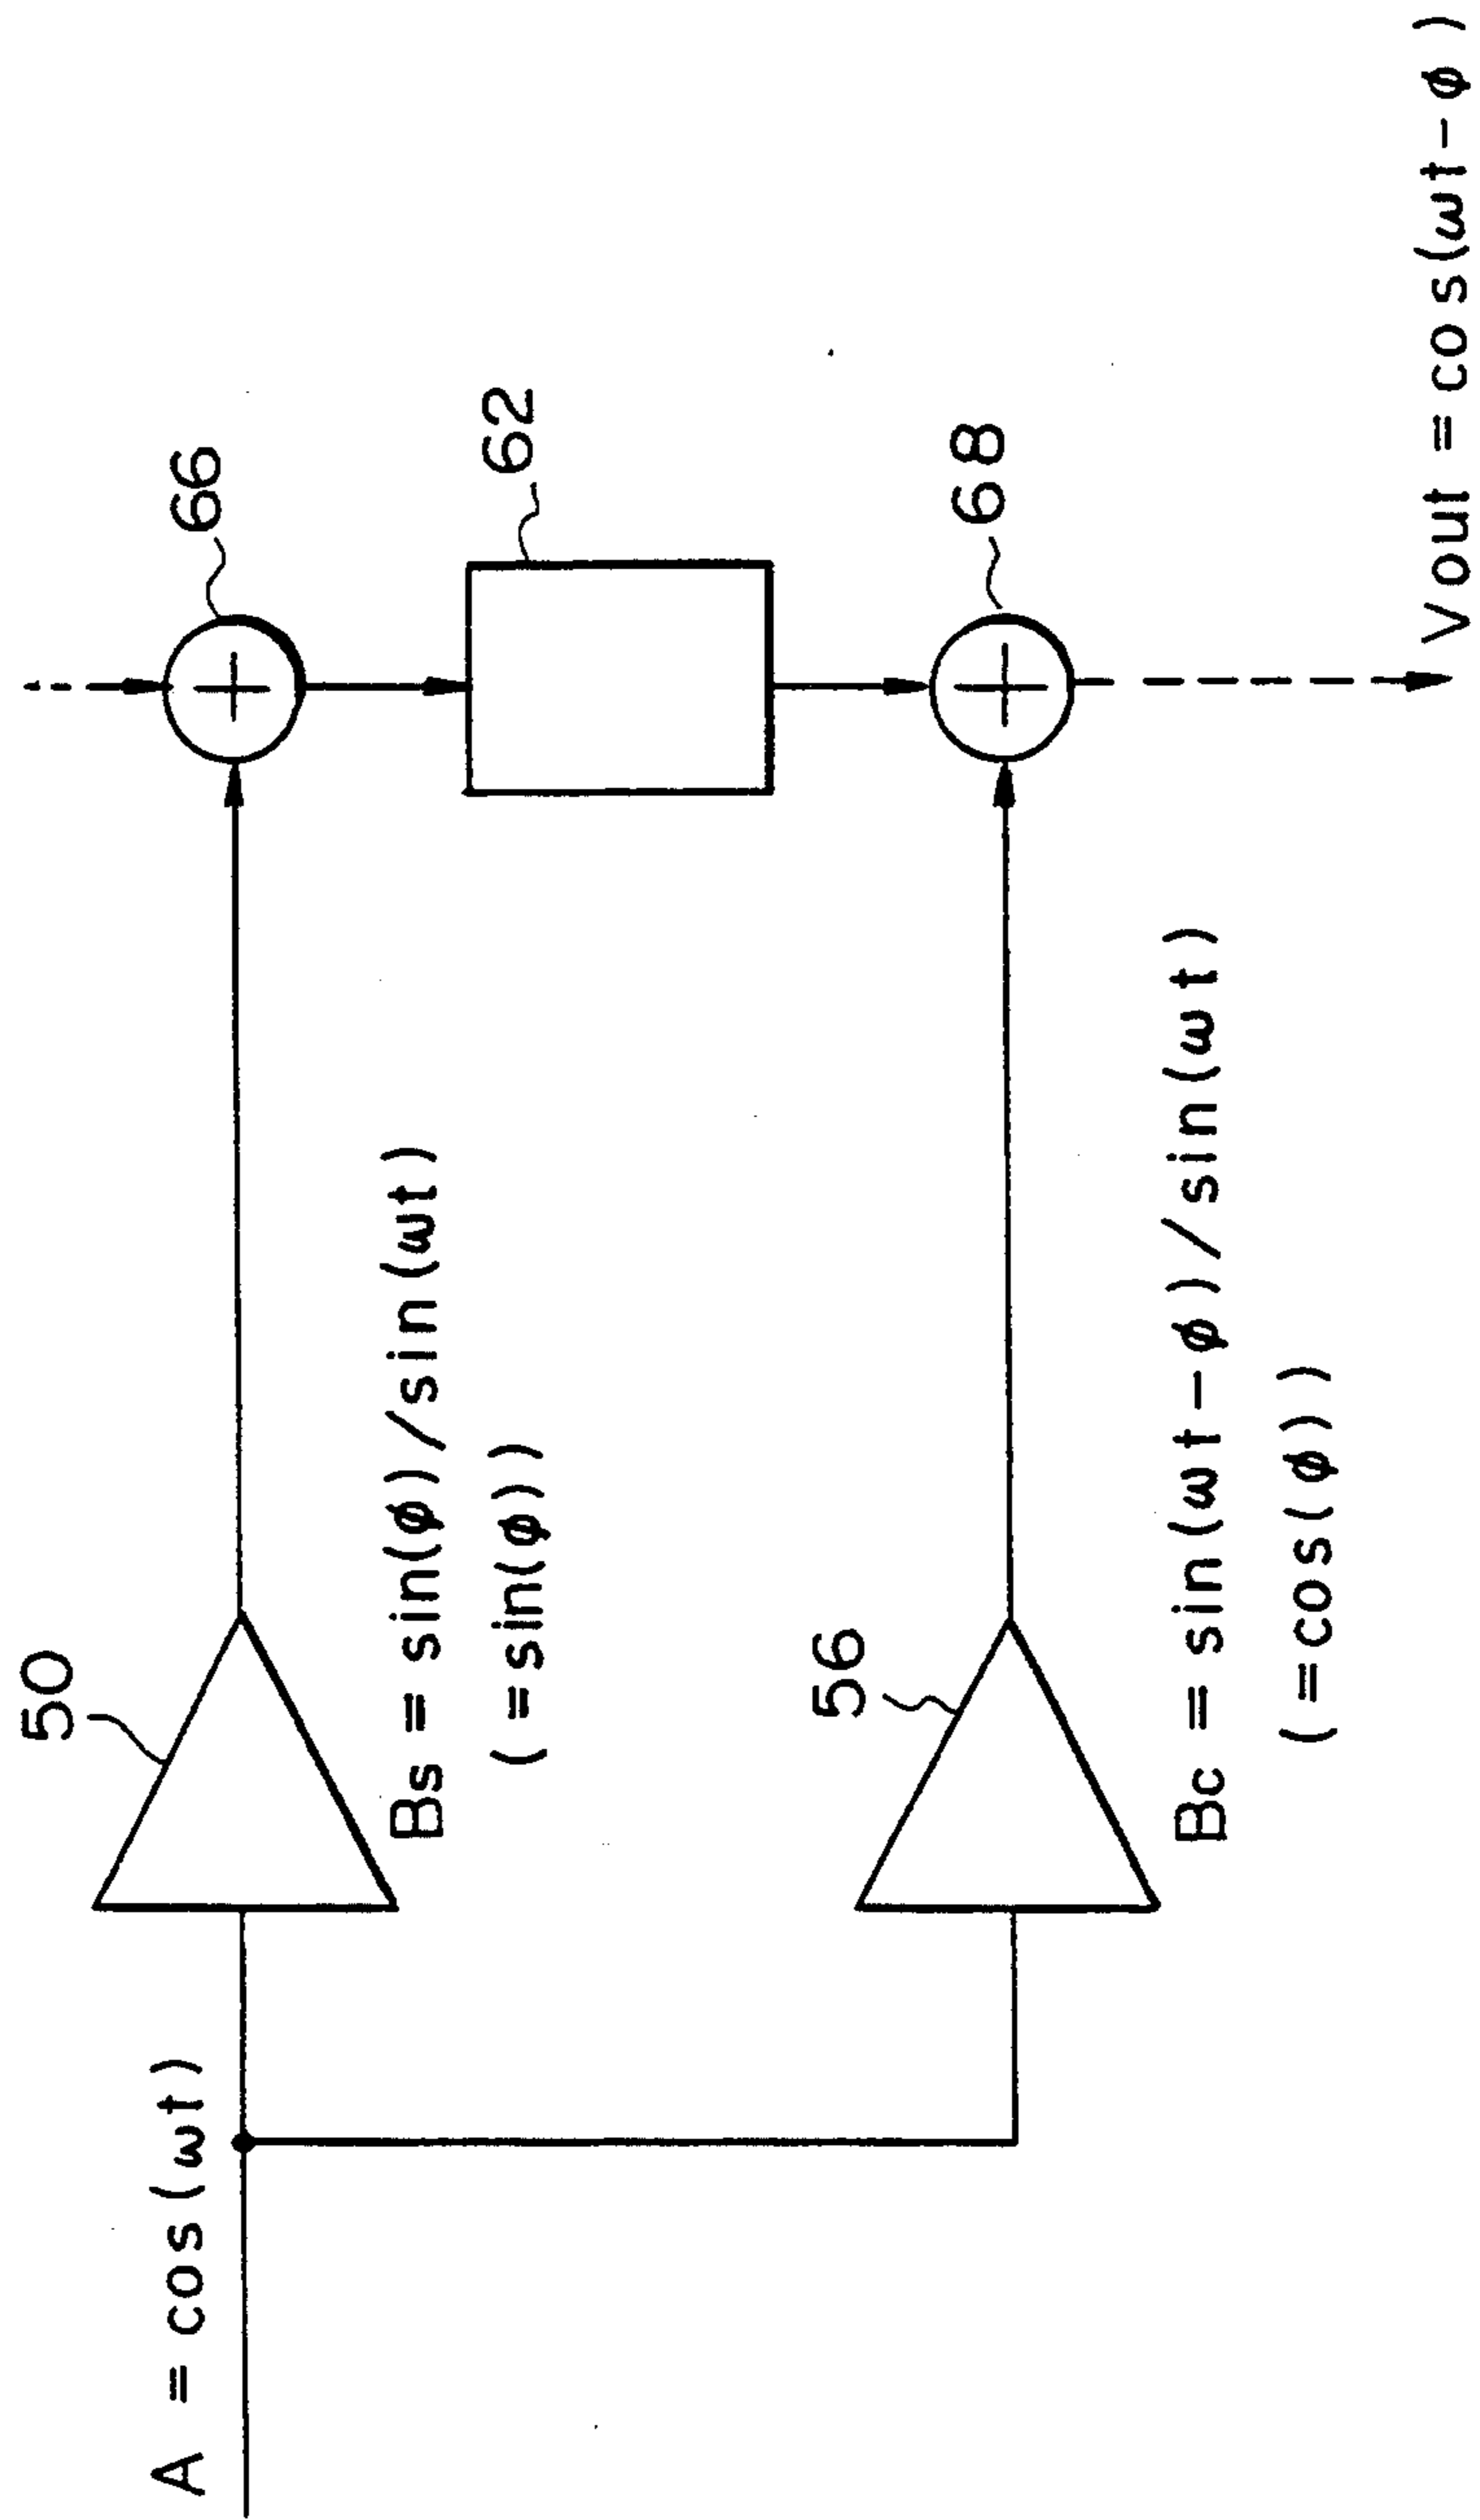 50
A = cos(ωt)
66
Bs = sin(φ)/sin(ωt)
(=sin(φ))
62
56
68
Bc = sin(ωt-φ)/sin(ωt)
(=cos(φ))
Vout = cos(ωt-φ)